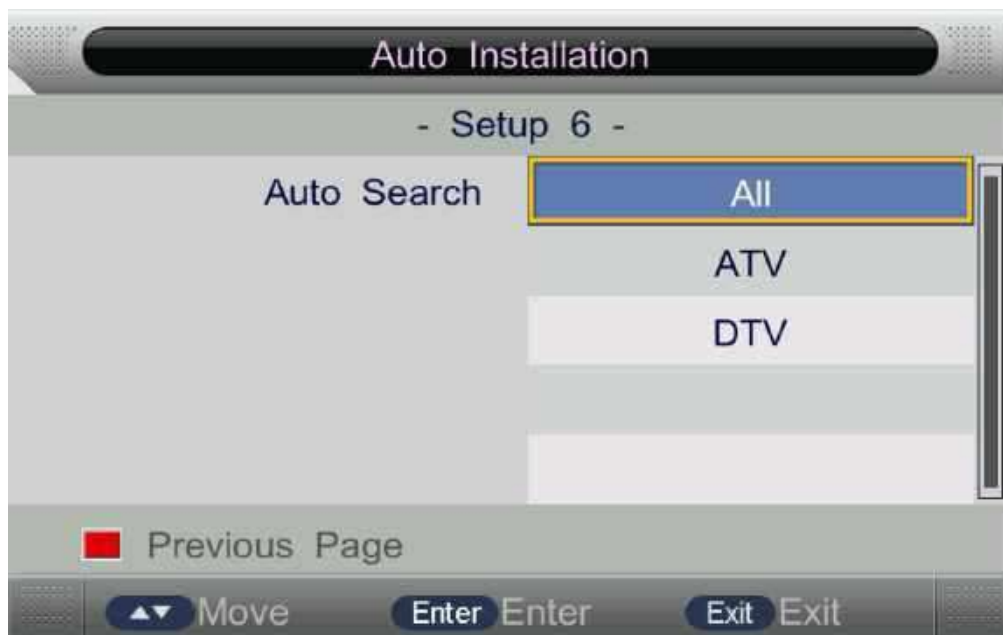 Auto Installation
- Setup 6 -
Auto Search All
ATV
DTV
Previous Page
Move Enter Enter Exit Exit